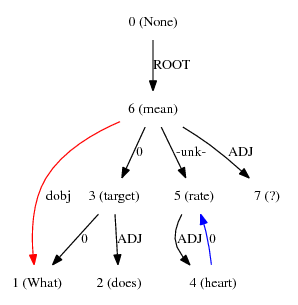 0 (None)
ROOT
6 (mean)
0
-unk-
ADJ
dobj
3 (target)
5 (rate)
7 (?)
0
ADJ
ADJ
0
1 (What)
2 (does)
4 (heart)